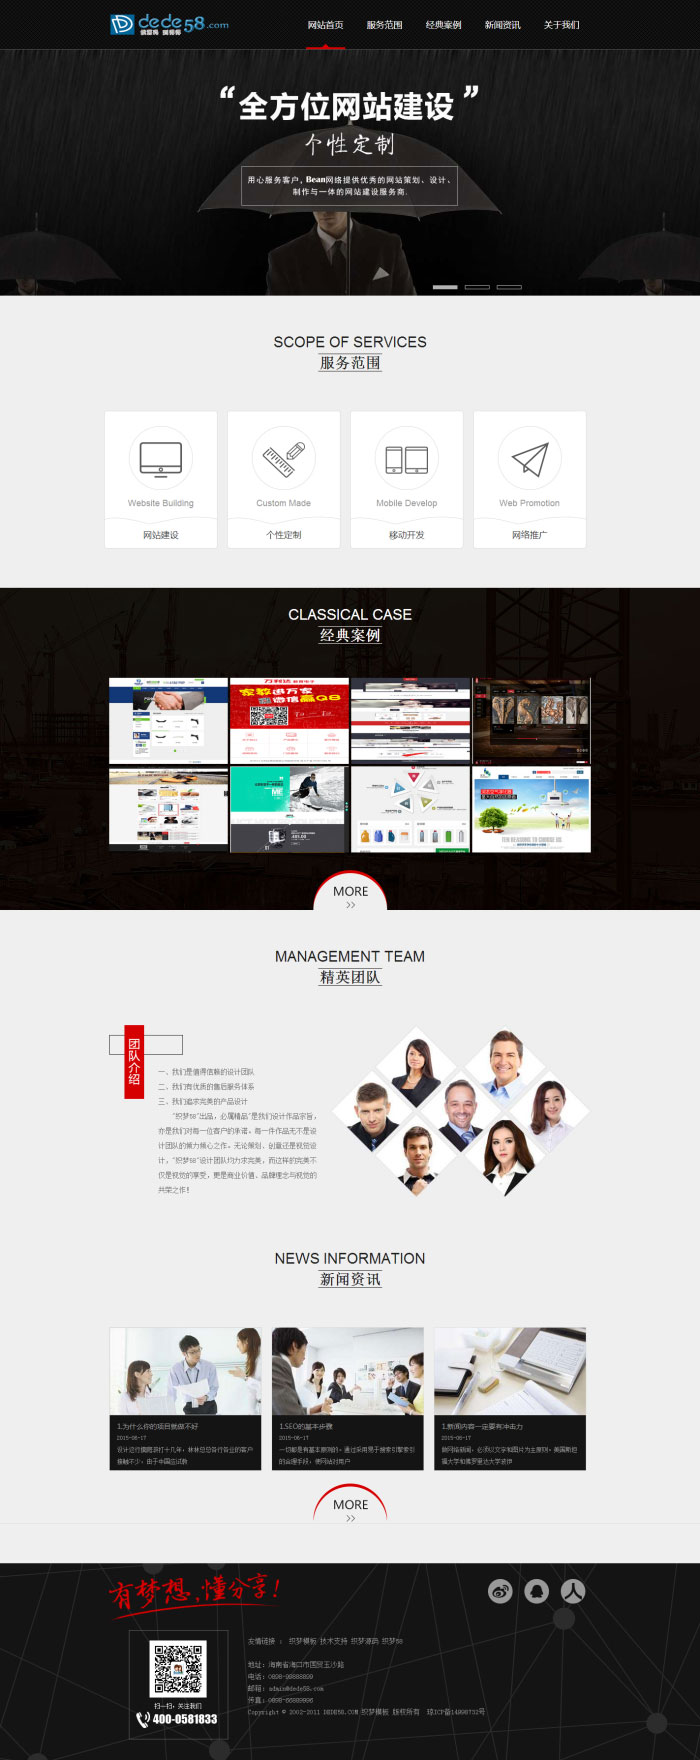 dede58.com
网站首页 服务范围 经典案例 新闻资讯 关于我们
“全方位网站建设”
个性定制
用心服务客户, Bean网络提供优秀的网站策划、设计、
制作与一体的网站建设服务商.
SCOPE OF SERVICES
服务范围
Website Building Custom Made Mobile Develop Web Promotion
网站建设 个性定制 移动开发 网络推广
CLASSICAL CASE
经典案例
MORE
>>
MANAGEMENT TEAM
精英团队
团队介绍
一、我们是值得信赖的设计团队
二、我们有优质的售后服务体系
三、我们追求完美的产品设计
“织梦58”出品，必属精品”是我们设计作品宗旨，
亦是我们对每一位客户的承诺。每一件作品无不是设
计团队的倾力倾心之作。无论策划、创意还是视觉设
计，“织梦58”设计团队均力求完美，而这样的完美不
仅是视觉的享受，更是商业价值、品牌理念与视觉的
共荣之作！
NEWS INFORMATION
新闻资讯
1.为什么你的项目就做不好
2015-06-17
设计这行摸爬滚打十几年，林林总总各行各业的客户
接触不少。由于中国应试教
1.SEO的基本步骤
2015-06-17
一切都是有基本原则的。通过采用易于搜索引擎索引
的合理手段，使网站对用户
1.新闻内容一定要有冲击力
2015-06-17
做网络新闻，必须以文字和图片为主原则。美国斯坦
福大学和佛罗里达大学波伊
MORE
>>
有梦想,懂分享!
友情链接 ： 织梦模板 技术支持 织梦源码 织梦58
地址：海南省海口市国贸玉沙路
电话：0898-98888899
邮箱：admin@dede58.com
传真：0898-66889888
Copyright © 2002-2011 DEDE58.COM 织梦模板 版权所有 琼ICP备14998732号
扫一扫，关注我们
400-0581833